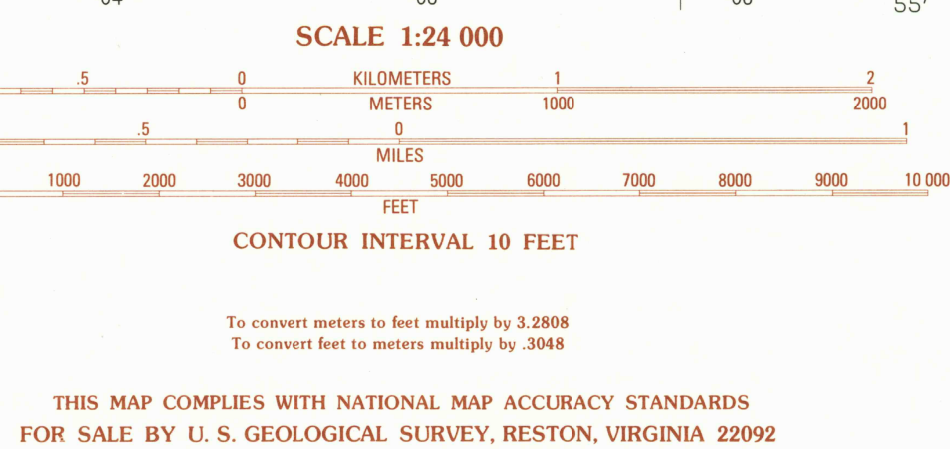 55'
SCALE 1:24 000
.5 0 KILOMETERS 1 2
0 METERS 1000 2000
.5 0 1
MILES
1000 2000 3000 4000 5000 6000 7000 8000 9000 10 000
FEET
CONTOUR INTERVAL 10 FEET
To convert meters to feet multiply by 3.2808
To convert feet to meters multiply by .3048
THIS MAP COMPLIES WITH NATIONAL MAP ACCURACY STANDARDS
FOR SALE BY U. S. GEOLOGICAL SURVEY, RESTON, VIRGINIA 22092